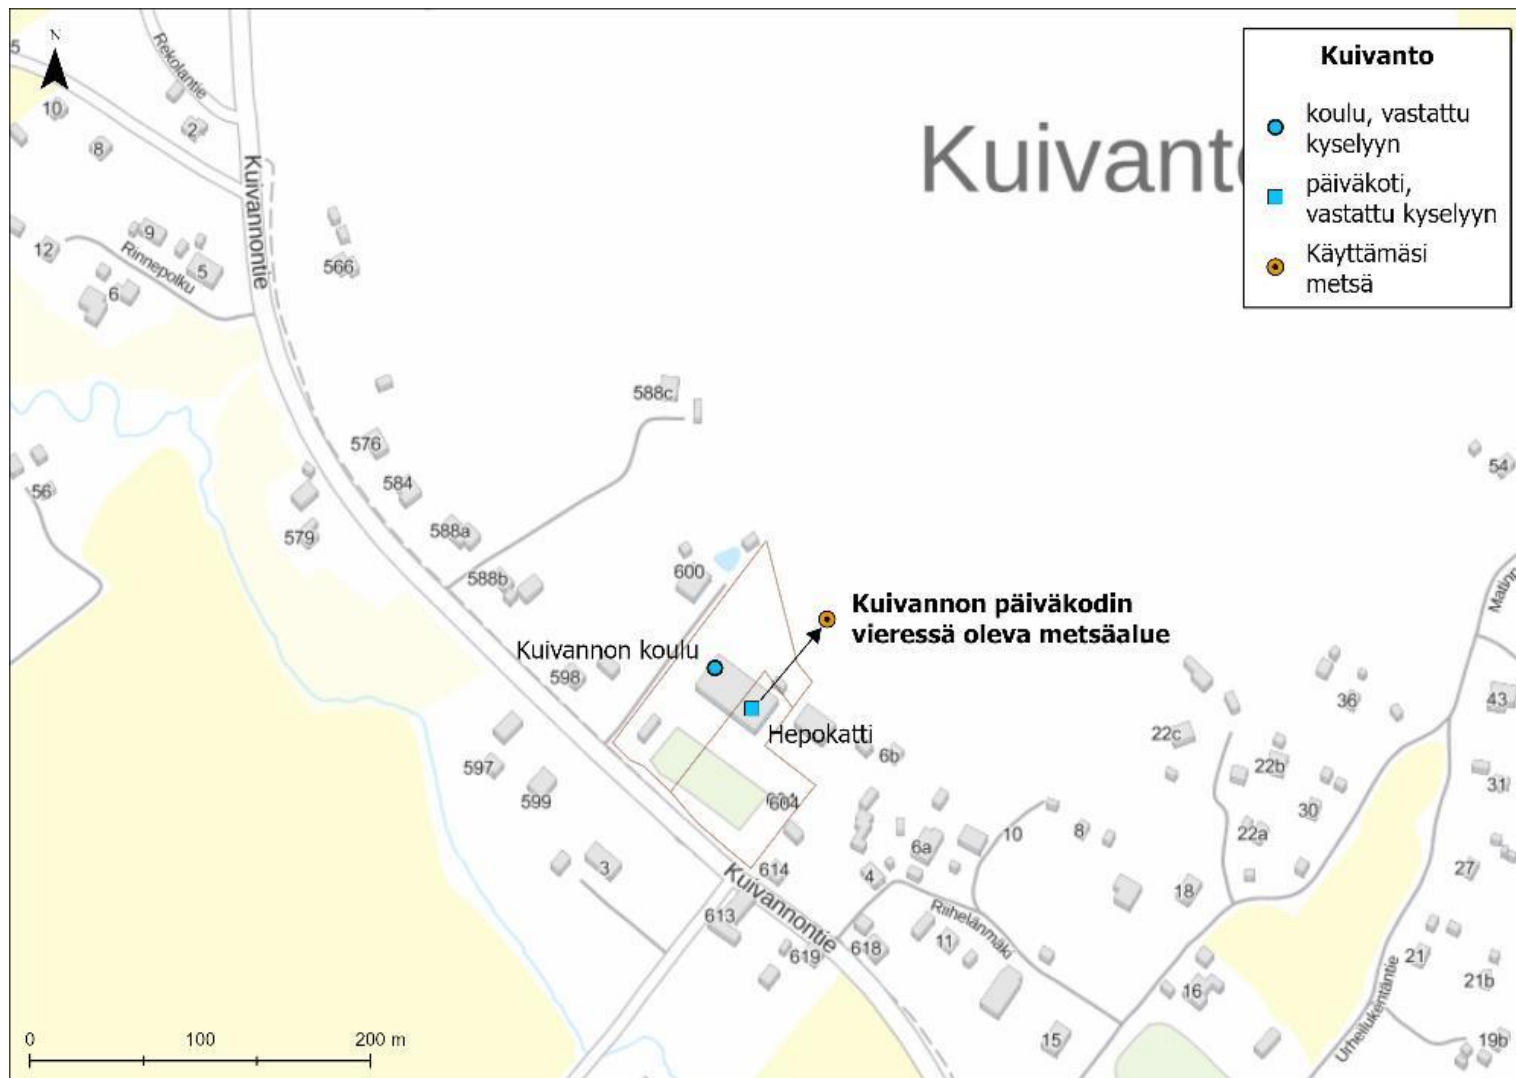 N
5
Rekolantie
10
2
8
Kuivannontie
9
12
Rinnepolku
5
6
566
Kuivant
Kuivanto
koulu, vastattu
kyselyyn
päiväkoti,
vastattu kyselyyn
Käyttämäsi
metsä
588c
576
584
56
579
588a
588b
600
54
Kuivannon päiväkodin
vieressä oleva metsäalue
Kuivannon koulu
598
Hepokatti
597
599
6b
604
22c
22b
36
43
31
30
22a
10
8
6a
4
3
614
18
27
Kuivannontie
613
619
618
Riihelänmäki
11
16
15
21
21b
19b
Urheilukentäntie
0
100
200 m